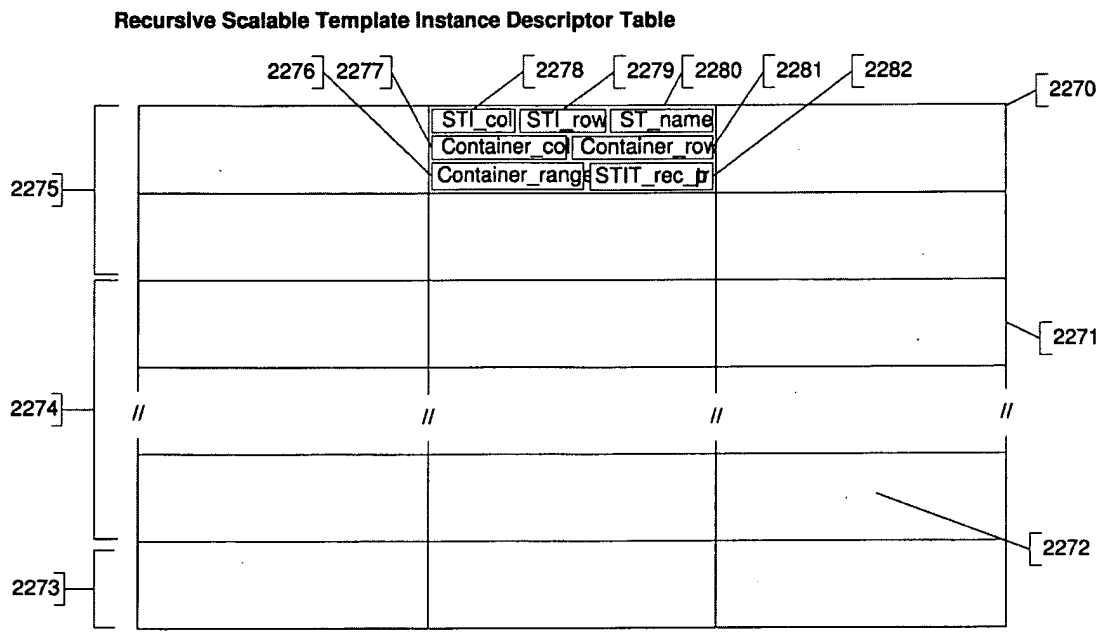 Recursive Scalable Template Instance Descriptor Table
2276 2277 2278 2279 2280 2281 2282
2270
STI_col STI_row ST_name
Container_col Container_row
Container_range STIT_rec_ptr
2275
2271
2274
// // // //
2272
2273